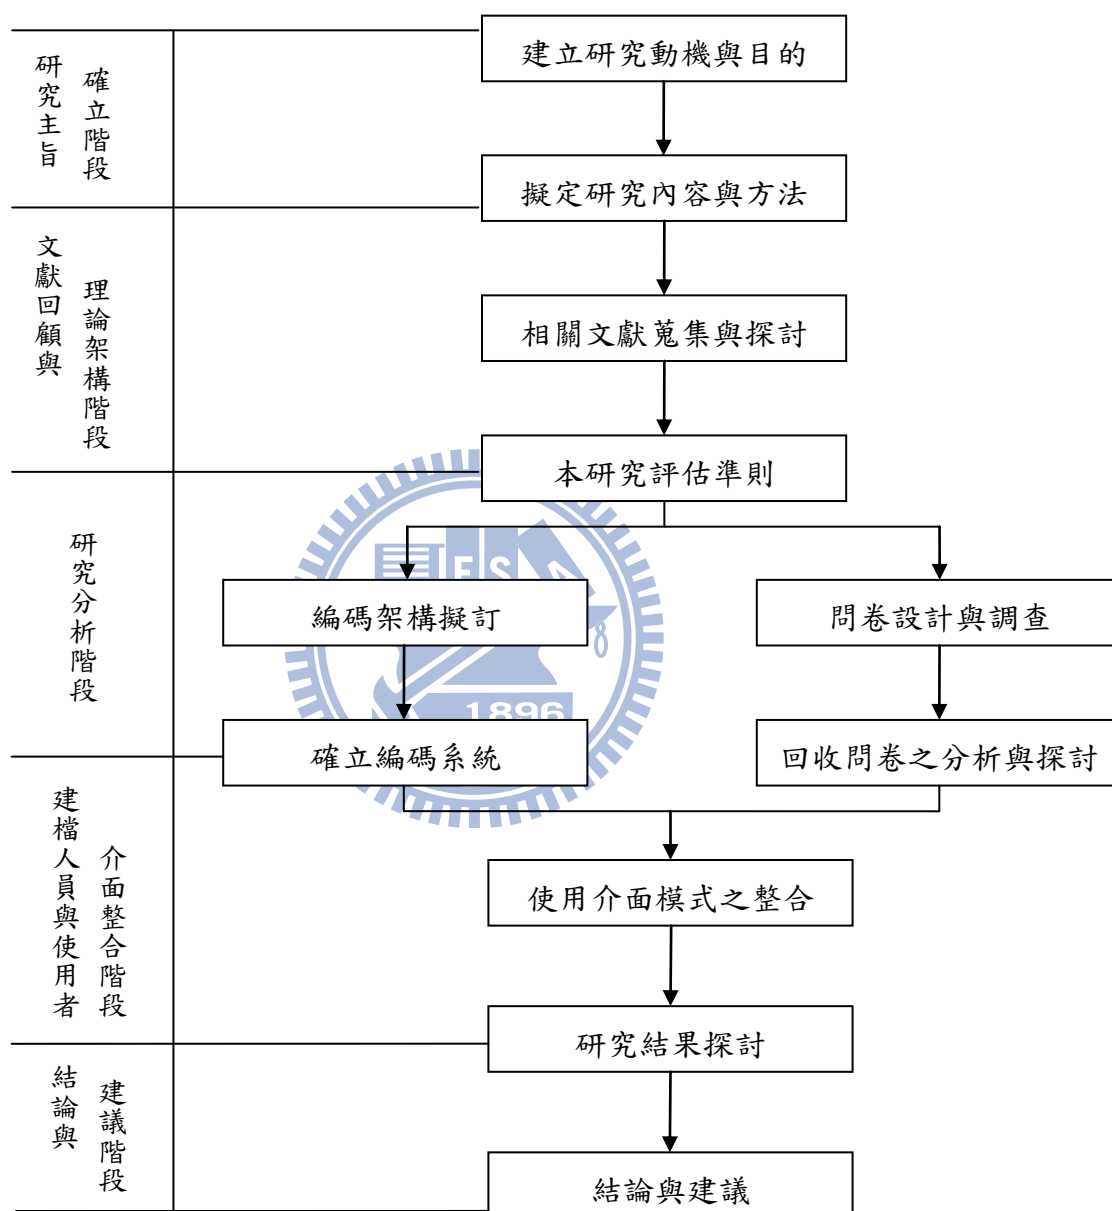 研究主旨
確立階段
建立研究動機與目的
擬定研究內容與方法
文獻回顧與
理論架構階段
相關文獻蒐集與探討
本研究評估準則
研究分析階段
ESA
編碼架構擬訂
問卷設計與調查
1896
確立編碼系統
回收問卷之分析與探討
建檔人員與使用者
介面整合階段
使用介面模式之整合
研究結果探討
結論與
建議階段
結論與建議